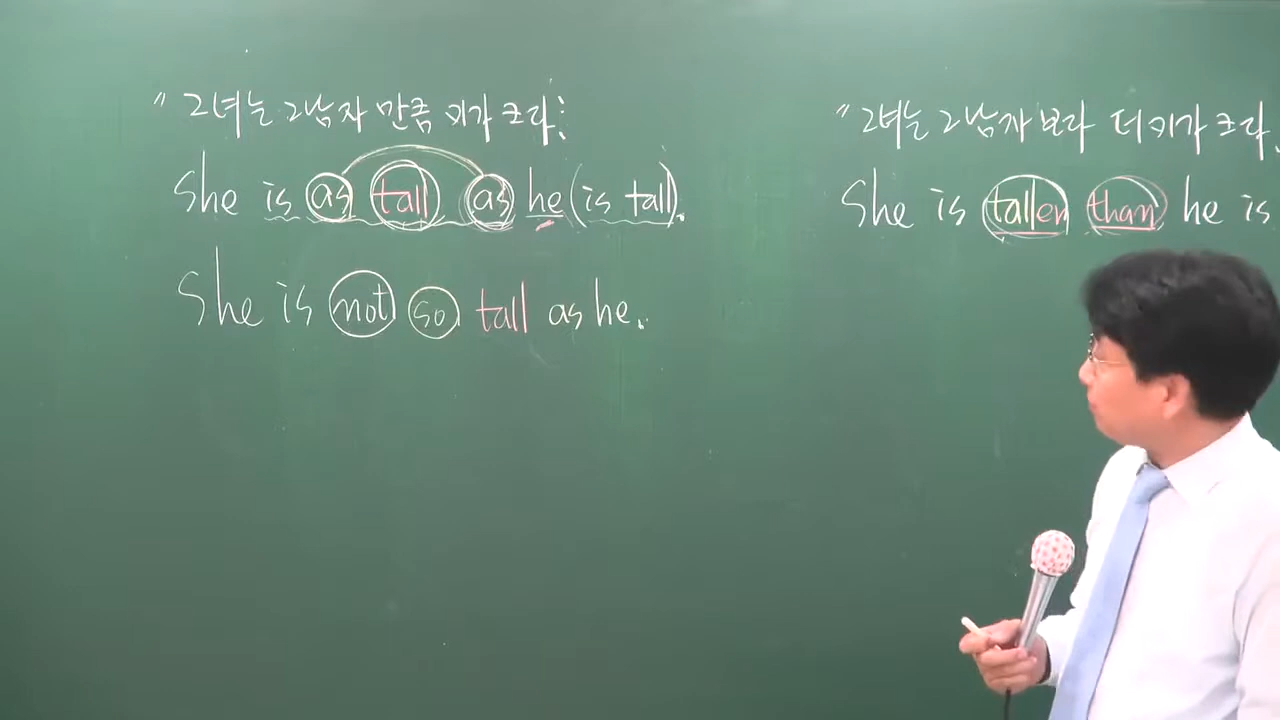 " 그녀는 그남자 만큼 키가 크다.
She is as tall as he (is tall).
She is not so tall as he.
" 그녀는 그남자 보다 더 키가 크다.
She is taller than he is